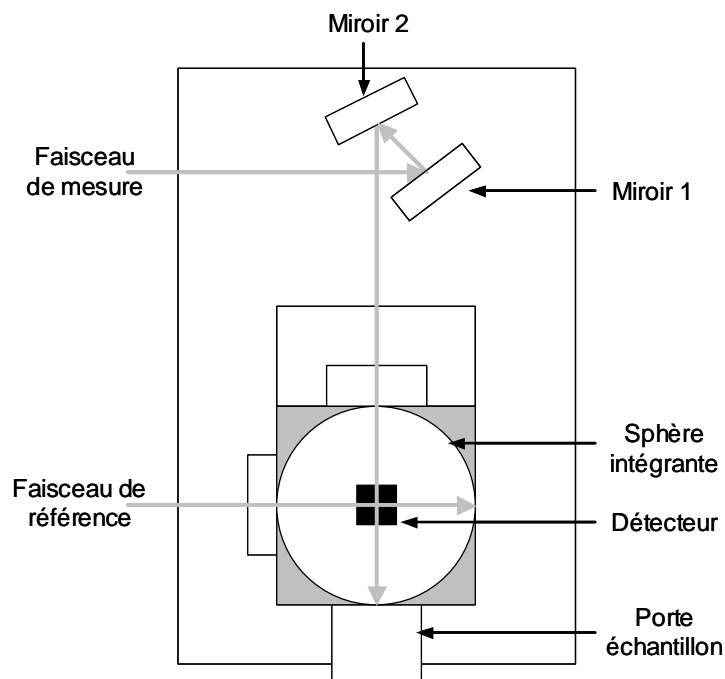 Miroir 2
Faisceau
de mesure
Miroir 1
Sphère
intégrante
Faisceau de
référence
Détecteur
Porte
échantillon